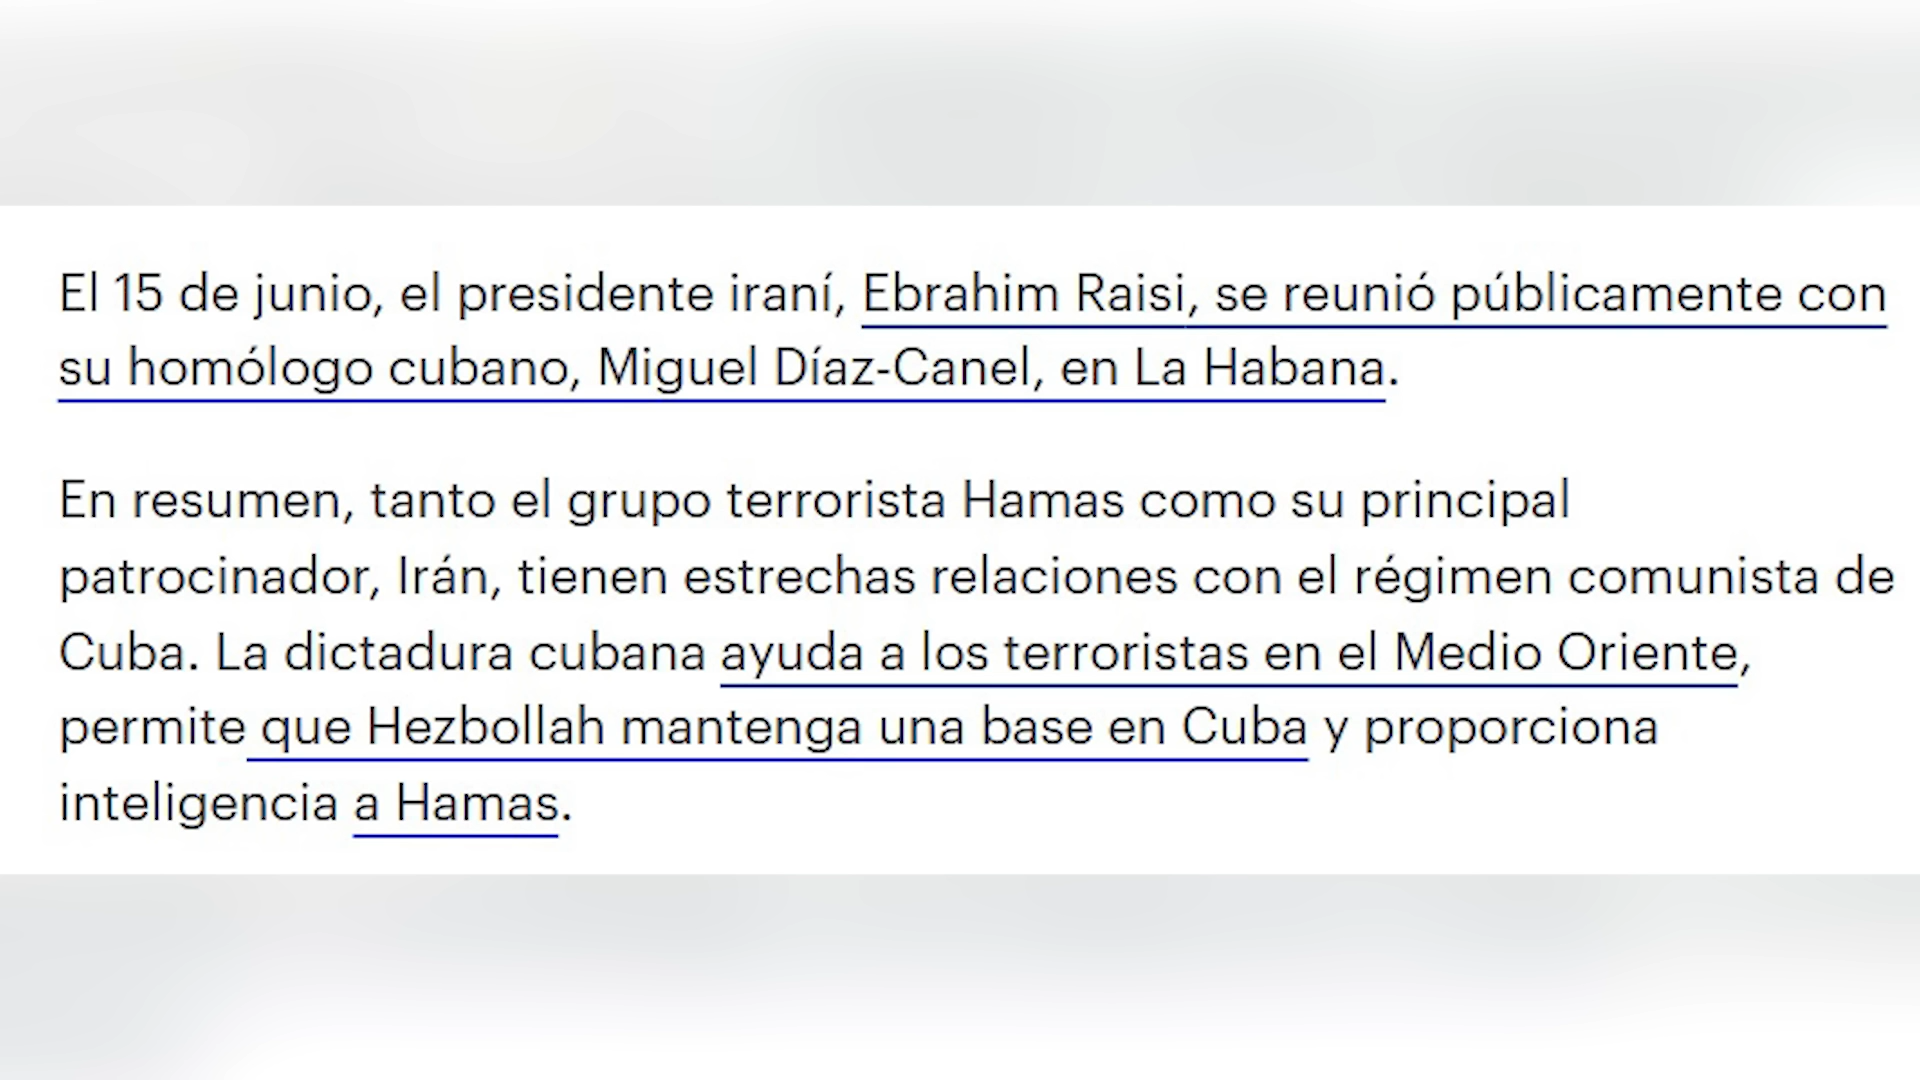 El 15 de junio, el presidente iraní, Ebrahim Raisi, se reunió públicamente con
su homólogo cubano, Miguel Díaz-Canel, en La Habana.
En resumen, tanto el grupo terrorista Hamas como su principal
patrocinador, Irán, tienen estrechas relaciones con el régimen comunista de
Cuba. La dictadura cubana ayuda a los terroristas en el Medio Oriente,
permite que Hezbollah mantenga una base en Cuba y proporciona
inteligencia a Hamas.